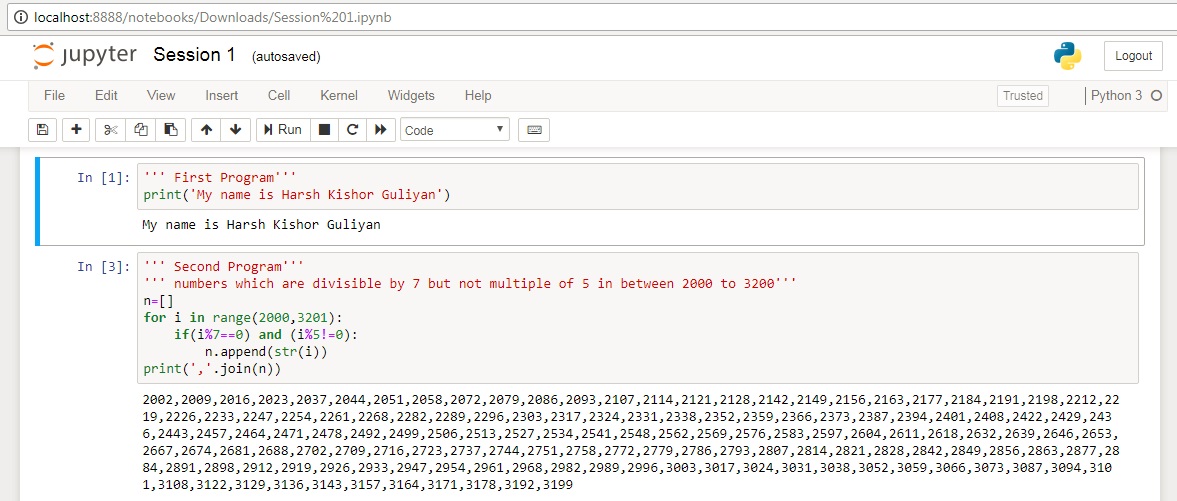 localhost:8888/notebooks/Downloads/Session%201.ipynb
jupyter Session 1 (autosaved) Logout
File Edit View Insert Cell Kernel Widgets Help Trusted Python 3
Run Code
In [1]: ''' First Program'''
print('My name is Harsh Kishor Guliyan')
My name is Harsh Kishor Guliyan
In [3]: ''' Second Program'''
''' numbers which are divisible by 7 but not multiple of 5 in between 2000 to 3200'''
n=[]
for i in range(2000,3201):
    if(i%7==0) and (i%5!=0):
        n.append(str(i))
print(','.join(n))
2002,2009,2016,2023,2037,2044,2051,2058,2072,2079,2086,2093,2107,2114,2121,2128,2142,2149,2156,2163,2177,2184,2191,2198,2212,22
19,2226,2233,2247,2254,2261,2268,2282,2289,2296,2303,2317,2324,2331,2338,2352,2359,2366,2373,2387,2394,2401,2408,2422,2429,243
6,2443,2457,2464,2471,2478,2492,2499,2506,2513,2527,2534,2541,2548,2562,2569,2576,2583,2597,2604,2611,2618,2632,2639,2646,2653,
2667,2674,2681,2688,2702,2709,2716,2723,2737,2744,2751,2758,2772,2779,2786,2793,2807,2814,2821,2828,2842,2849,2856,2863,2877,28
84,2891,2898,2912,2919,2926,2933,2947,2954,2961,2968,2982,2989,2996,3003,3017,3024,3031,3038,3052,3059,3066,3073,3087,3094,310
1,3108,3122,3129,3136,3143,3157,3164,3171,3178,3192,3199